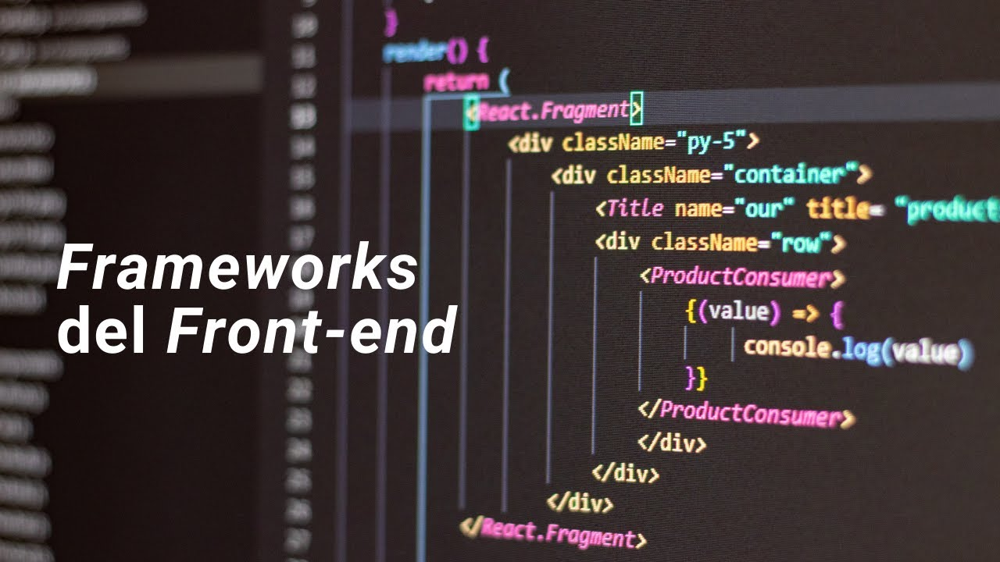 Frameworks
del Front-end
}
render() {
return (
<React.Fragment>
<div className="py-5">
<div className="container">
<Title name="our" title= "product
<div className="row">
<ProductConsumer>
{(value) => {
console.log(value)
}}
</ProductConsumer>
</div>
</div>
</div>
</React.Fragment>